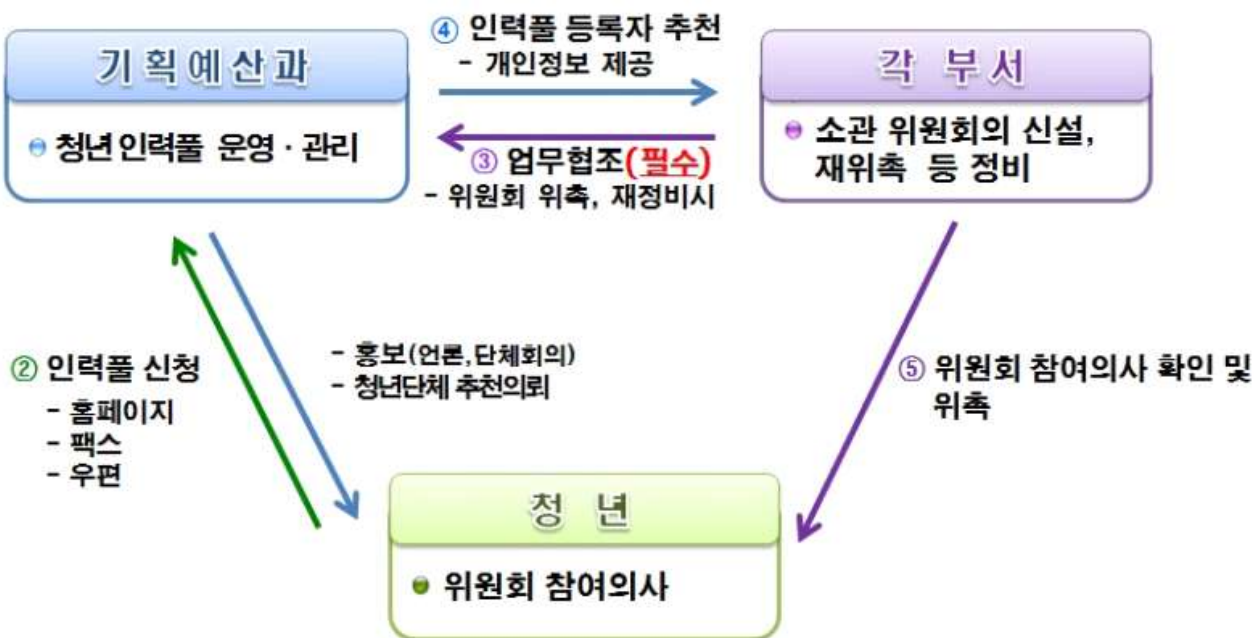 ④ 인력풀 등록자 추천
- 개인정보 제공
기획예산과
청년 인력풀 운영 · 관리
각 부서
소관 위원회의 신설,
재위촉 등 정비
③ 업무협조(필수)
- 위원회 위촉, 재정비시
② 인력풀 신청
- 홈페이지
- 팩스
- 우편
- 홍보(언론,단체회의)
- 청년단체 추천의뢰
⑤ 위원회 참여의사 확인 및
위촉
청 년
위원회 참여의사